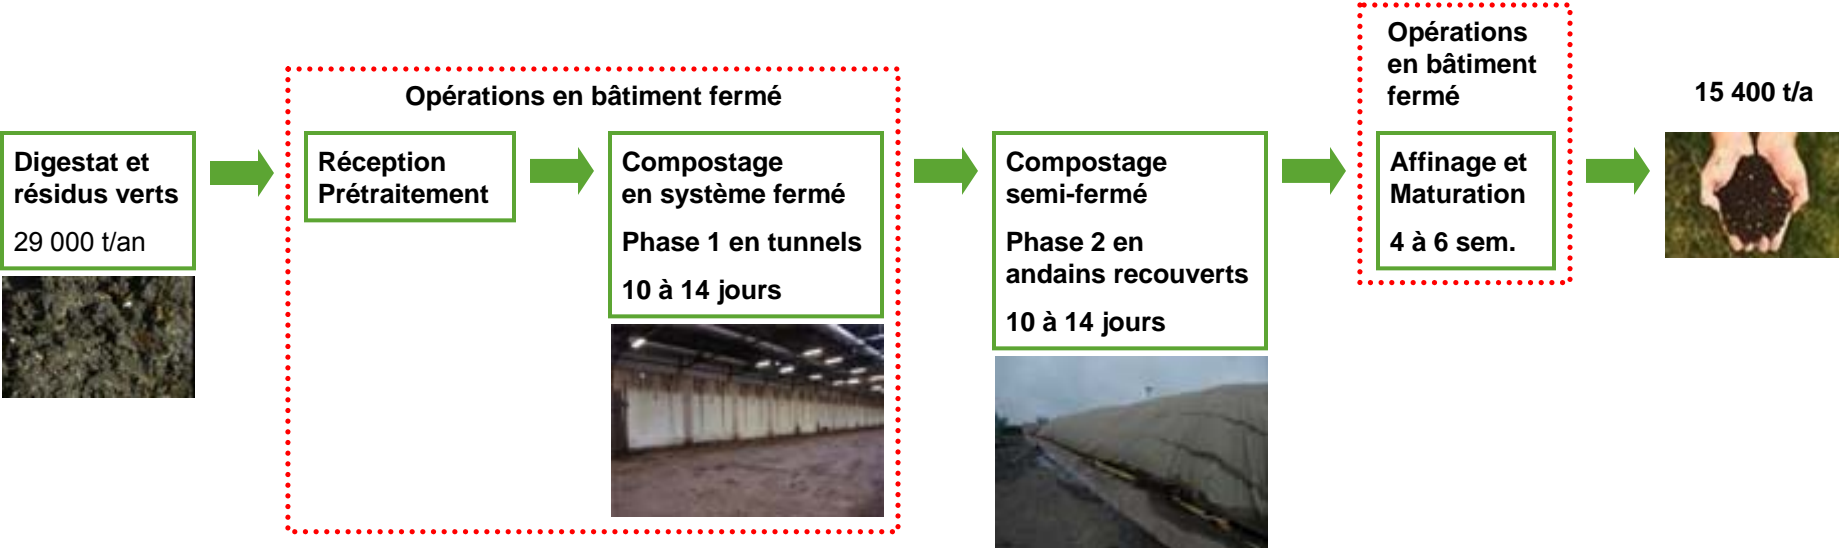 Digestat et
résidus verts
29 000 t/an
Opérations en bâtiment fermé
Réception
Prétraitement
Compostage
en système fermé
Phase 1 en tunnels
10 à 14 jours
Compostage
semi-fermé
Phase 2 en
andains recouverts
10 à 14 jours
Opérations
en bâtiment
fermé
Affinage et
Maturation
4 à 6 sem.
15 400 t/a